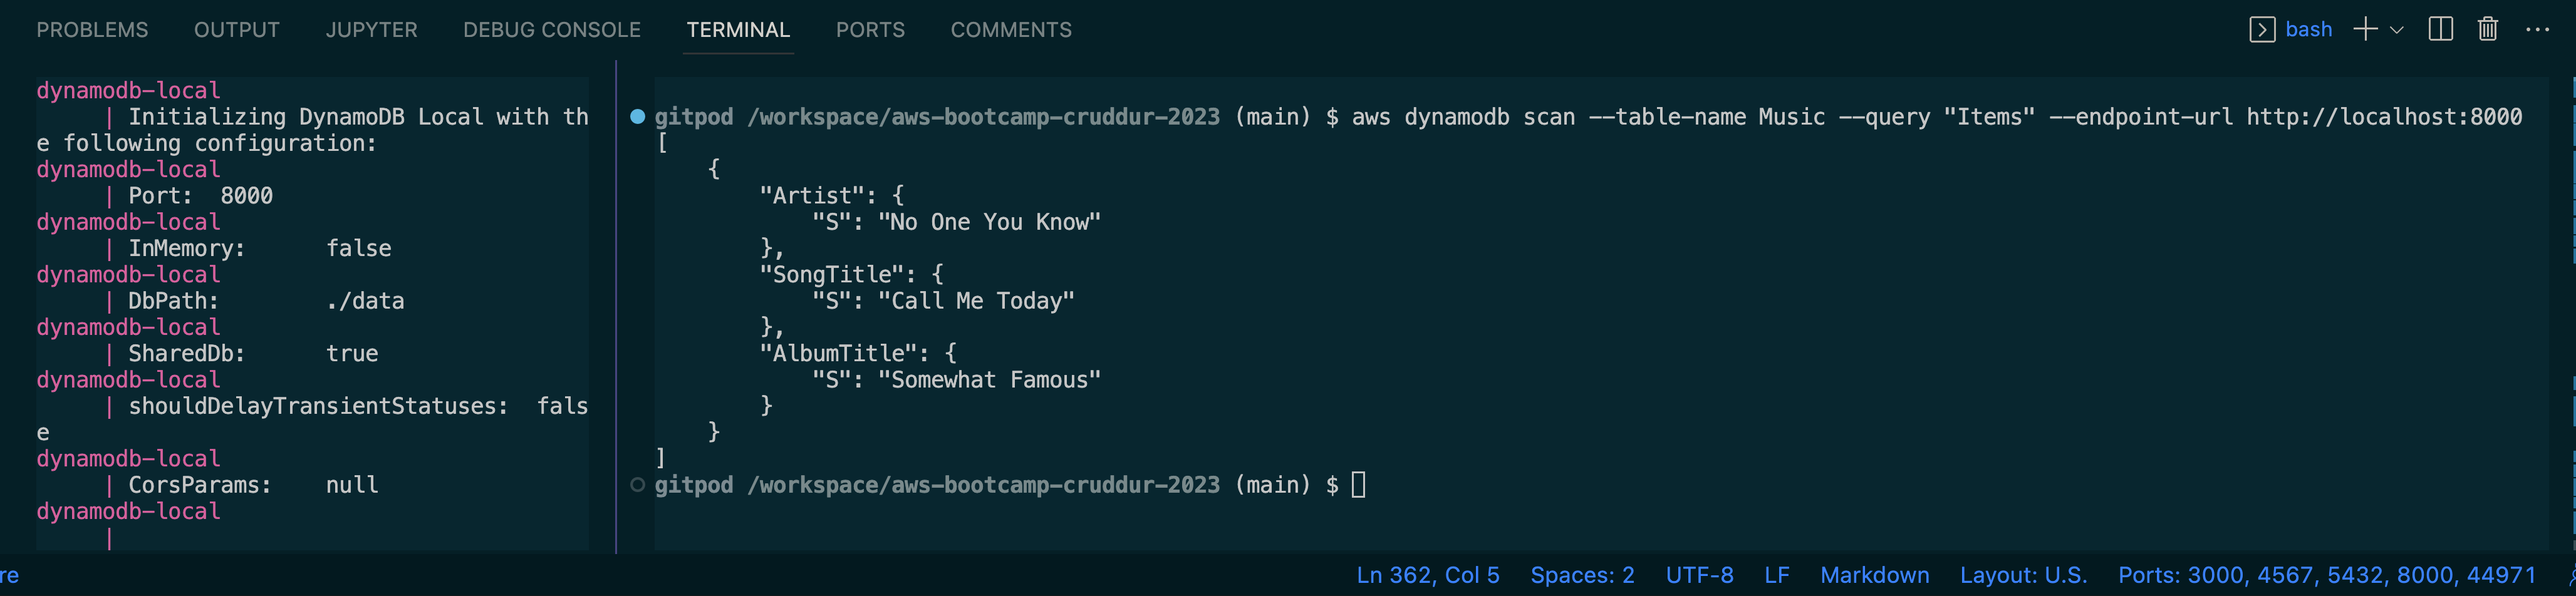 PROBLEMS OUTPUT JUPYTER DEBUG CONSOLE TERMINAL PORTS COMMENTS bash
dynamodb-local
| Initializing DynamoDB Local with th
e following configuration:
dynamodb-local
| Port: 8000
dynamodb-local
| InMemory: false
dynamodb-local
| DbPath: ./data
dynamodb-local
| SharedDb: true
dynamodb-local
| shouldDelayTransientStatuses: fals
e
dynamodb-local
| CorsParams: null
dynamodb-local
|
gitpod /workspace/aws-bootcamp-cruddur-2023 (main) $ aws dynamodb scan --table-name Music --query "Items" --endpoint-url http://localhost:8000
[
    {
        "Artist": {
            "S": "No One You Know"
        },
        "SongTitle": {
            "S": "Call Me Today"
        },
        "AlbumTitle": {
            "S": "Somewhat Famous"
        }
    }
]
gitpod /workspace/aws-bootcamp-cruddur-2023 (main) $
re Ln 362, Col 5 Spaces: 2 UTF-8 LF Markdown Layout: U.S. Ports: 3000, 4567, 5432, 8000, 44971